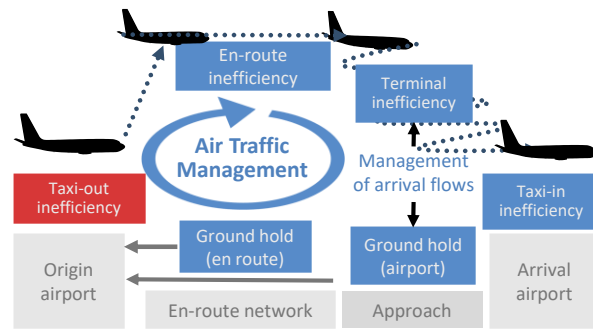 En-route
inefficiency
Terminal
inefficiency
Air Traffic
Management
Management
of arrival flows
Taxi-out
inefficiency
Taxi-in
inefficiency
Ground hold
(en route)
Ground hold
(airport)
Origin
airport
Arrival
airport
En-route network
Approach